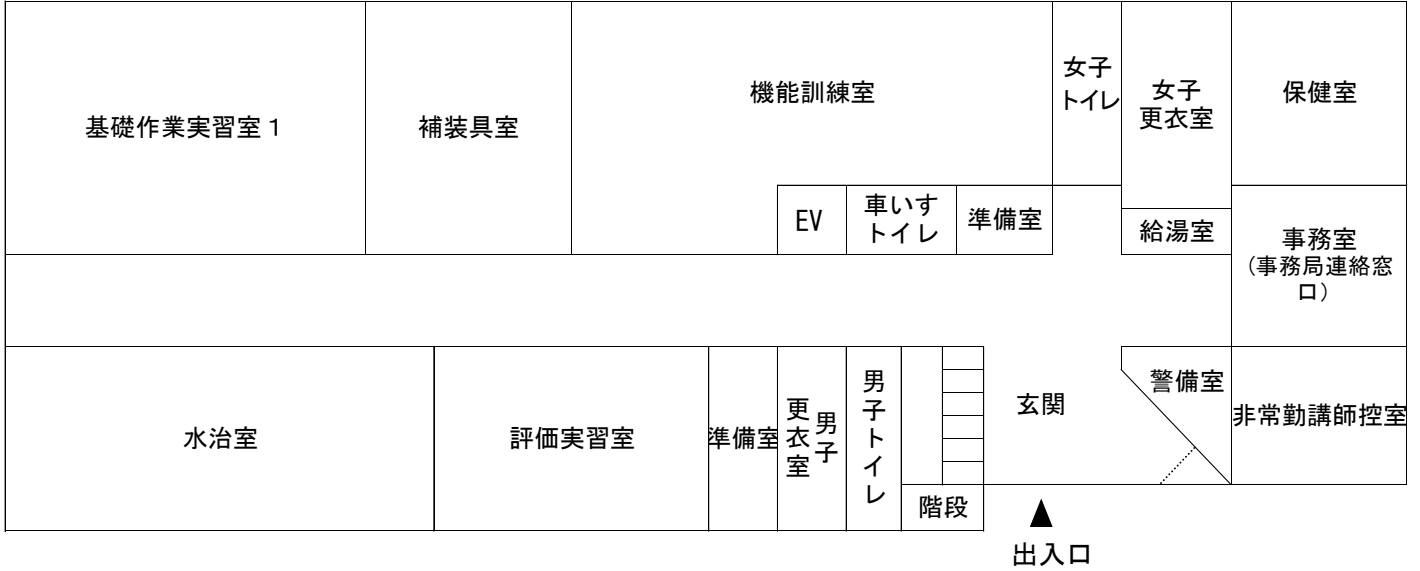 基礎作業実習室１
補装具室
機能訓練室
女子
トイレ
女子
更衣室
保健室
EV
車いす
トイレ
準備室
給湯室
事務室
（事務局連絡窓
口）
水治室
評価実習室
準備室
男子
更衣室
男子トイレ
階段
玄関
警備室
非常勤講師控室
▲
出入口